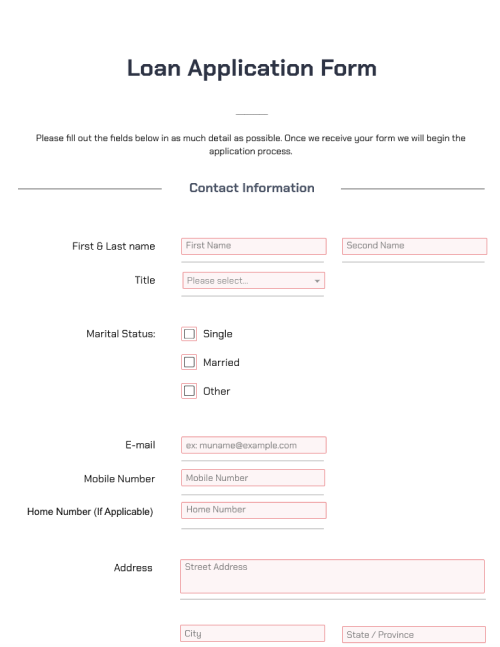 Loan Application Form
Please fill out the fields below in as much detail as possible. Once we receive your form we will begin the
application process.
Contact Information
First & Last name First Name Second Name
Title Please select...
Marital Status: Single
Married
Other
E-mail ex: muname@example.com
Mobile Number Mobile Number
Home Number (If Applicable) Home Number
Address Street Address
City State / Province